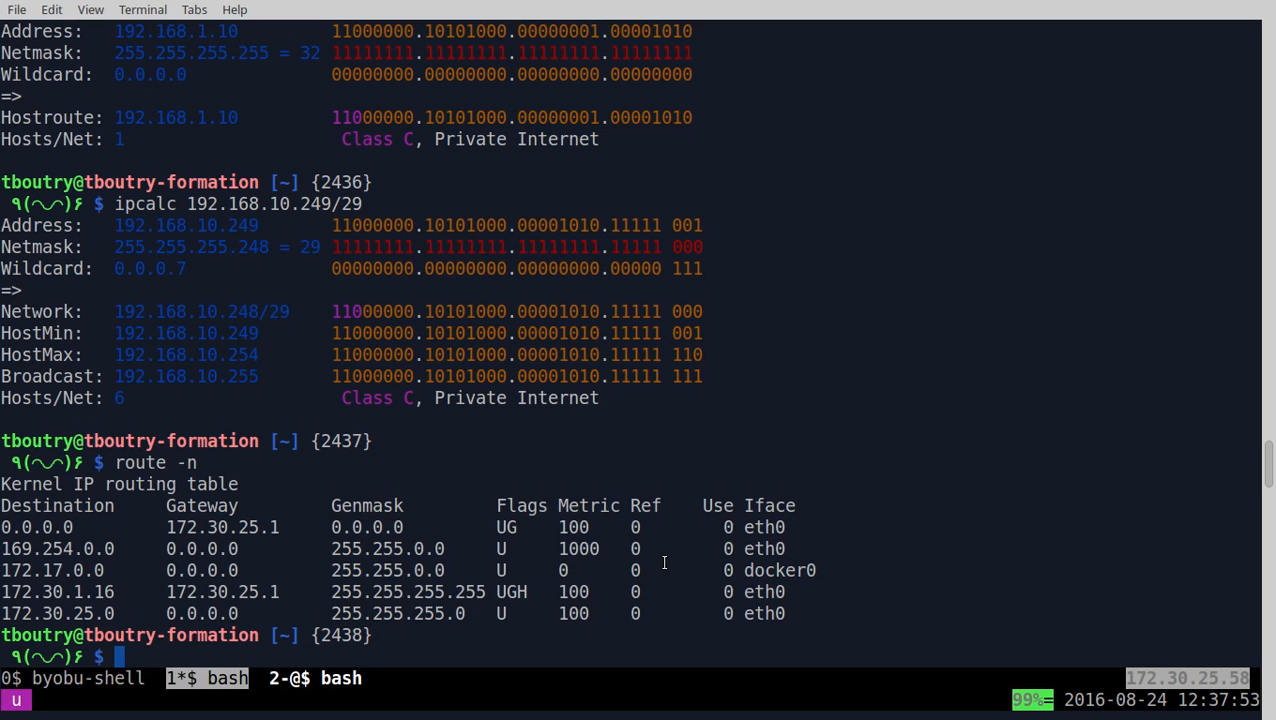 File Edit View Terminal Tabs Help
Address: 192.168.1.10 11000000.10101000.00000001.00001010
Netmask: 255.255.255.255 = 32 11111111.11111111.11111111.11111111
Wildcard: 0.0.0.0 00000000.00000000.00000000.00000000
=>
Hostroute: 192.168.1.10 11000000.10101000.00000001.00001010
Hosts/Net: 1 Class C, Private Internet
tboutry@tboutry-formation [~] {2436}
٩(◠◡◠)۶ $ ipcalc 192.168.10.249/29
Address: 192.168.10.249 11000000.10101000.00001010.11111 001
Netmask: 255.255.255.248 = 29 11111111.11111111.11111111.11111 000
Wildcard: 0.0.0.7 00000000.00000000.00000000.00000 111
=>
Network: 192.168.10.248/29 11000000.10101000.00001010.11111 000
HostMin: 192.168.10.249 11000000.10101000.00001010.11111 001
HostMax: 192.168.10.254 11000000.10101000.00001010.11111 110
Broadcast: 192.168.10.255 11000000.10101000.00001010.11111 111
Hosts/Net: 6 Class C, Private Internet
tboutry@tboutry-formation [~] {2437}
٩(◠◡◠)۶ $ route -n
Kernel IP routing table
Destination Gateway Genmask Flags Metric Ref Use Iface
0.0.0.0 172.30.25.1 0.0.0.0 UG 100 0 0 eth0
169.254.0.0 0.0.0.0 255.255.0.0 U 1000 0 0 eth0
172.17.0.0 0.0.0.0 255.255.0.0 U 0 0 0 docker0
172.30.1.16 172.30.25.1 255.255.255.255 UGH 100 0 0 eth0
172.30.25.0 0.0.0.0 255.255.255.0 U 100 0 0 eth0
tboutry@tboutry-formation [~] {2438}
٩(◠◡◠)۶ $
0$ byobu-shell 1*$ bash 2-@$ bash 172.30.25.58
u 99%= 2016-08-24 12:37:53